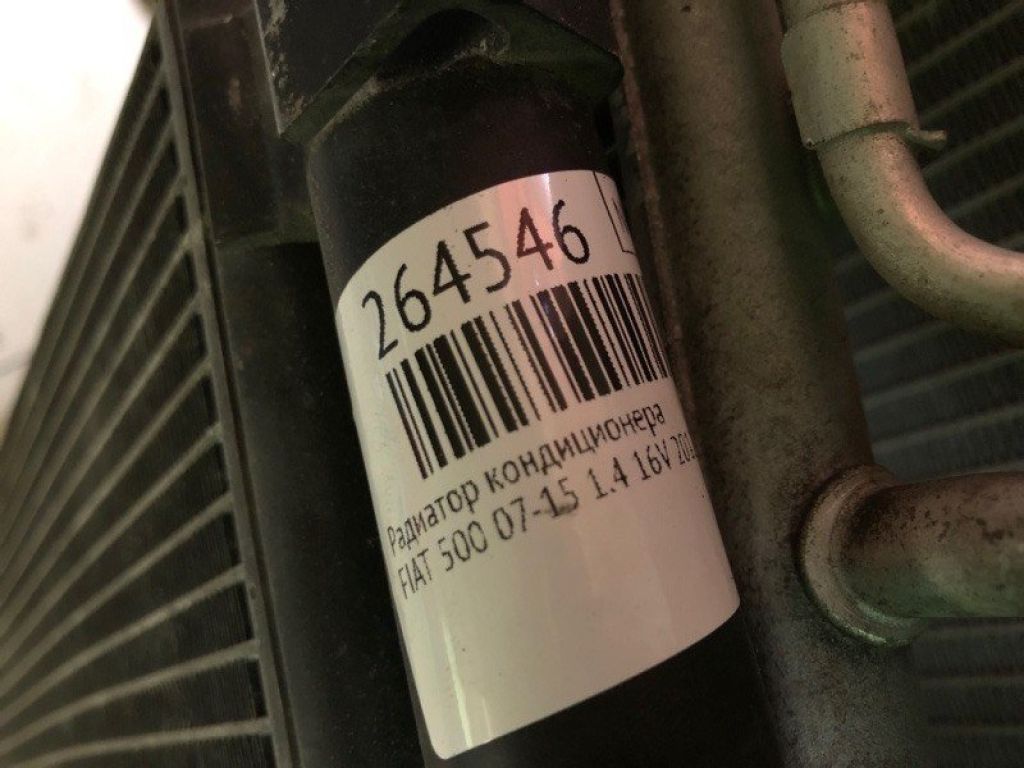 264546
Радиатор кондиционера
FIAT 500 07-15 1.4 16V